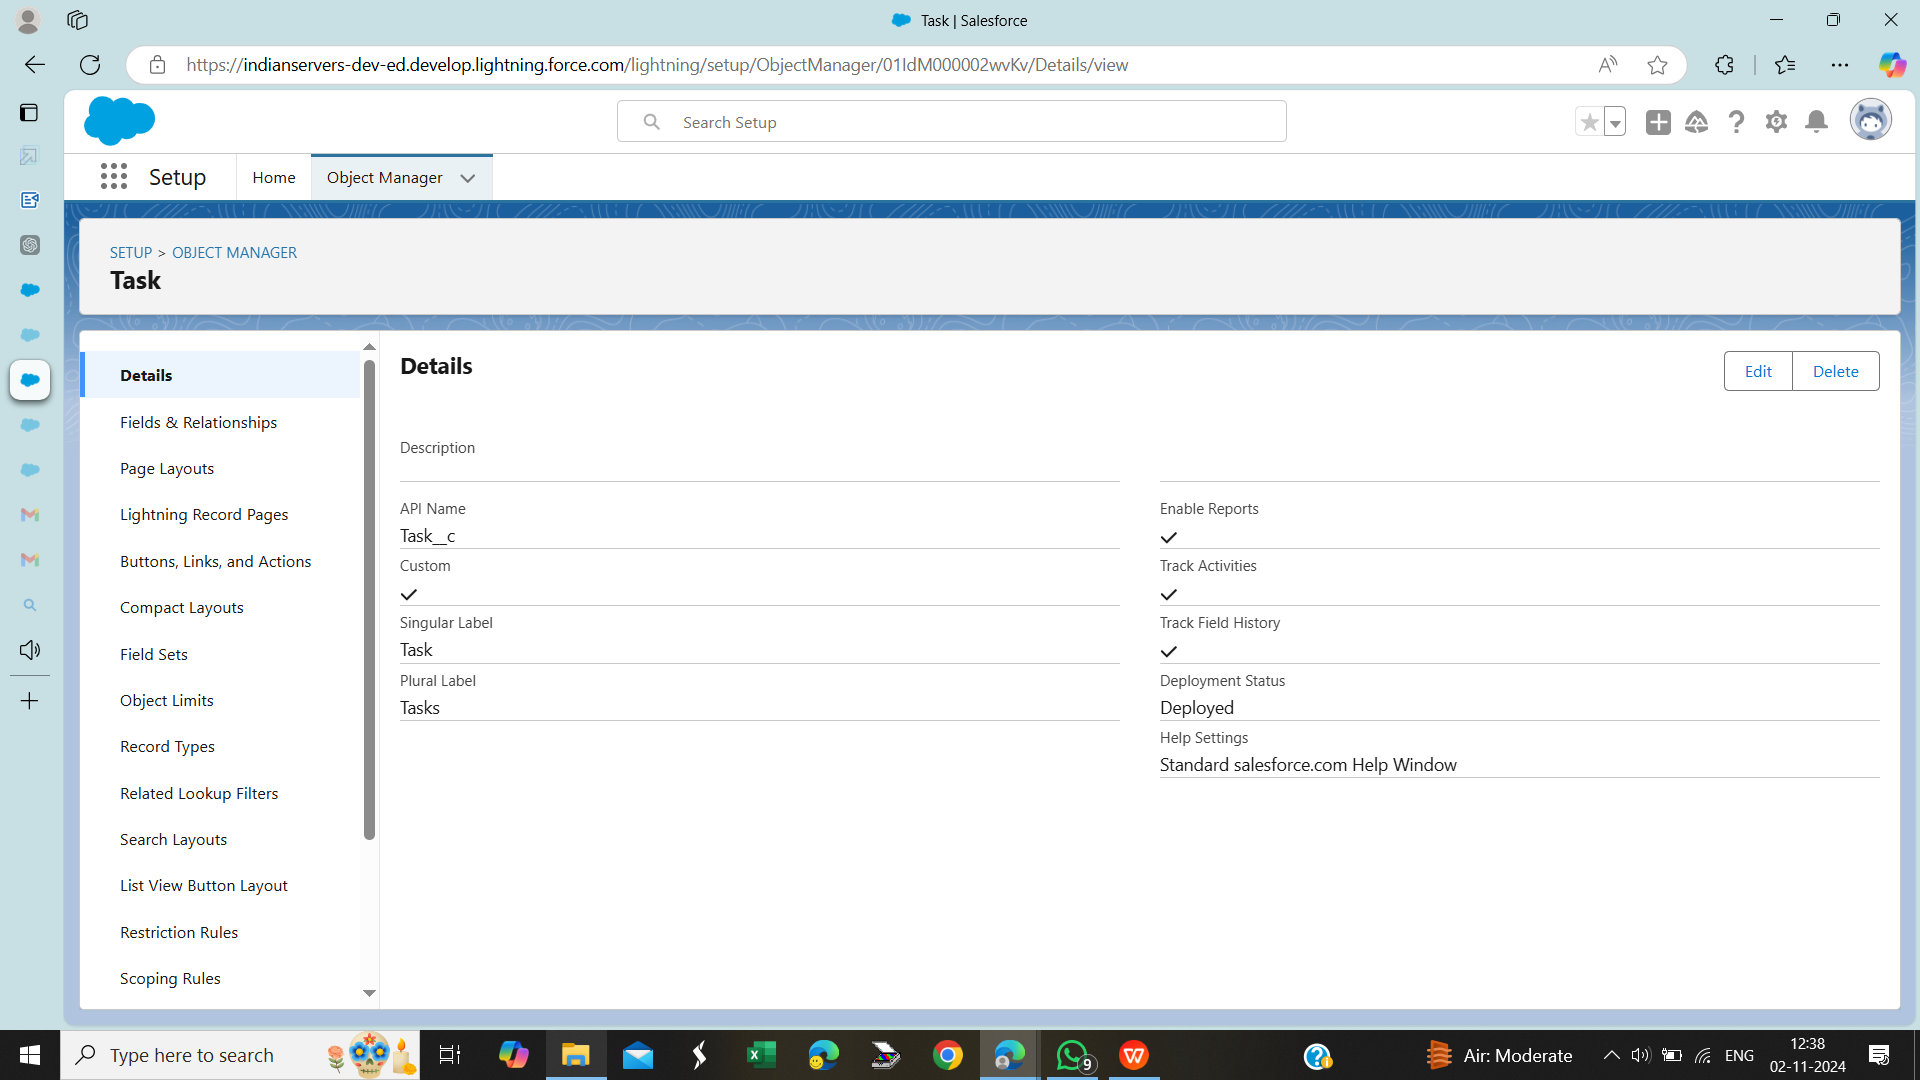 Task | Salesforce
https://indianservers-dev-ed.develop.lightning.force.com/lightning/setup/ObjectManager/01IdM000002wvKv/Details/view
Search Setup
Setup
Home
Object Manager
SETUP > OBJECT MANAGER
Task
Details
Fields & Relationships
Page Layouts
Lightning Record Pages
Buttons, Links, and Actions
Compact Layouts
Field Sets
Object Limits
Record Types
Related Lookup Filters
Search Layouts
List View Button Layout
Restriction Rules
Scoping Rules
Details
Edit
Delete
Description
API Name
Task__c
Custom
Singular Label
Task
Plural Label
Tasks
Enable Reports
Track Activities
Track Field History
Deployment Status
Deployed
Help Settings
Standard salesforce.com Help Window
Type here to search
9
Air: Moderate
ENG
12:38
02-11-2024